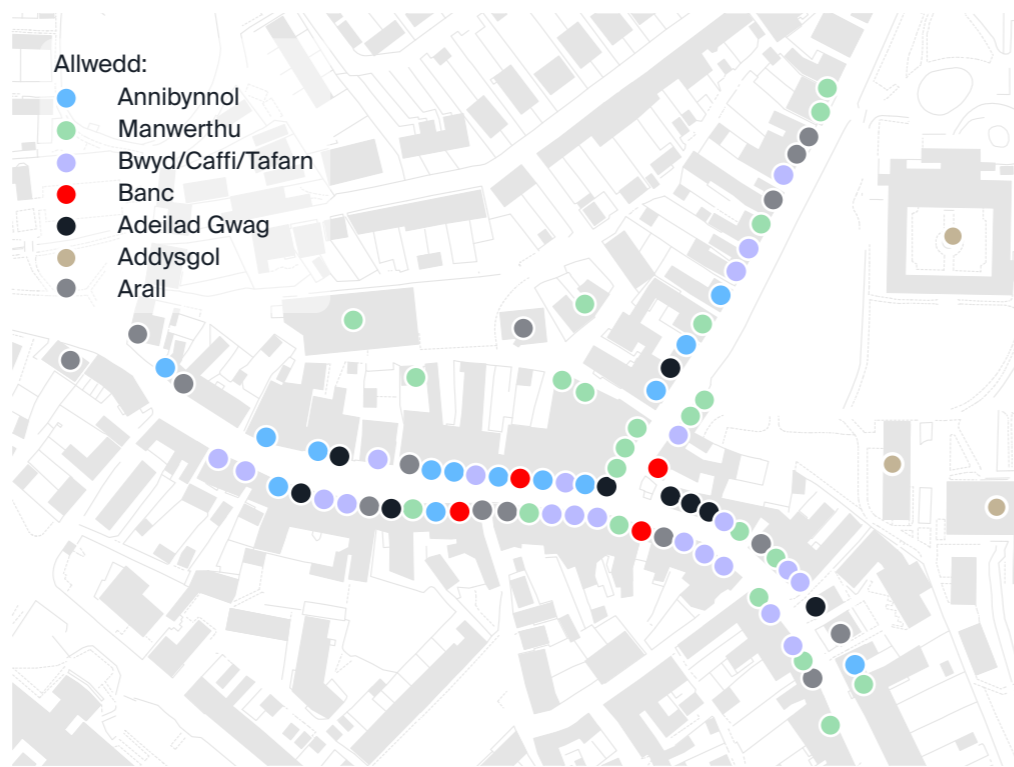 Allwedd:
Annibynnol
Manwerthu
Bwyd/Caffi/Tafarn
Banc
Adeilad Gwag
Addysgol
Arall